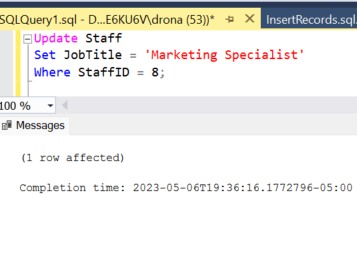 SQLQuery1.sql - D...E6KU6V\drona (53))* InsertRecords.sql
Update Staff
Set JobTitle = 'Marketing Specialist'
Where StaffID = 8;
100 %
Messages
(1 row affected)
Completion time: 2023-05-06T19:36:16.1772796-05:00